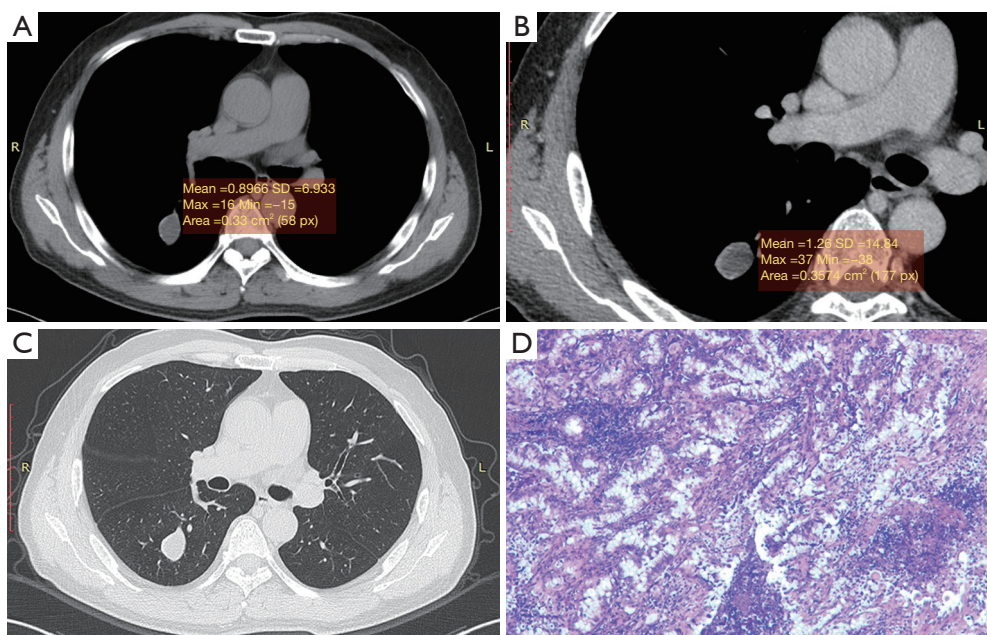 A
R
L
Mean =0.8966 SD =6.933
Max =16 Min =−15
Area =0.33 cm² (58 px)
B
R
L
Mean =1.26 SD =14.84
Max =37 Min =−38
Area =0.3574 cm² (177 px)
C
R
L
D